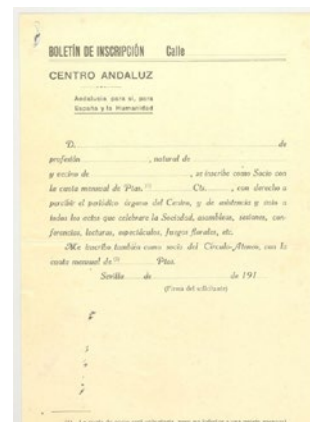 BOLETÍN DE INSCRIPCIÓN Calle
CENTRO ANDALUZ
Andalucía para sí, para
España y la Humanidad
D. de
profesión , natural de
y vecino de , se inscribe como Socio con
la cuota mensual de Ptas. (1) Cts. , con derecho a
percibir el periódico órgano del Centro, y de asistencia y voto a
todos los actos que celebrare la Sociedad, asambleas, sesiones, con-
ferencias, lecturas, espectáculos, Juegos florales, etc.
Me inscribo también como socio del Círculo-Ateneo, con la
cuota mensual de (1) Ptas.
Sevilla de de 191
(Firma del solicitante)